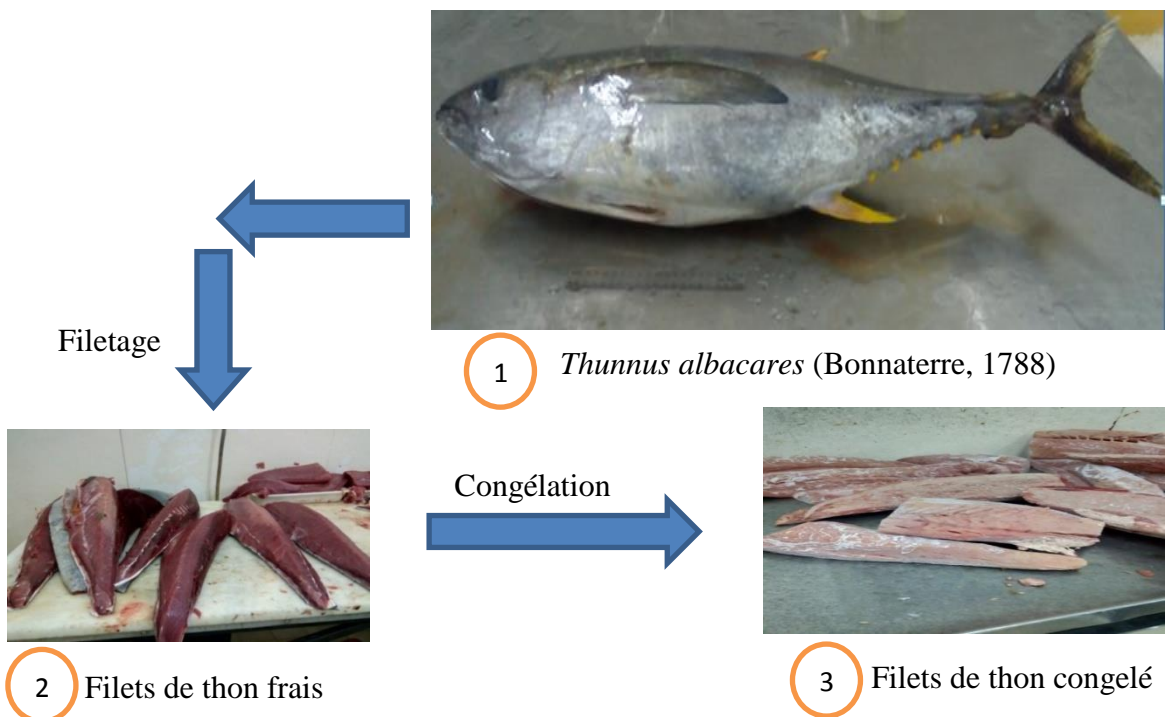 1
Thunnus albacares (Bonnaterre, 1788)
Filetage
Congélation
2
Filets de thon frais
3
Filets de thon congelé